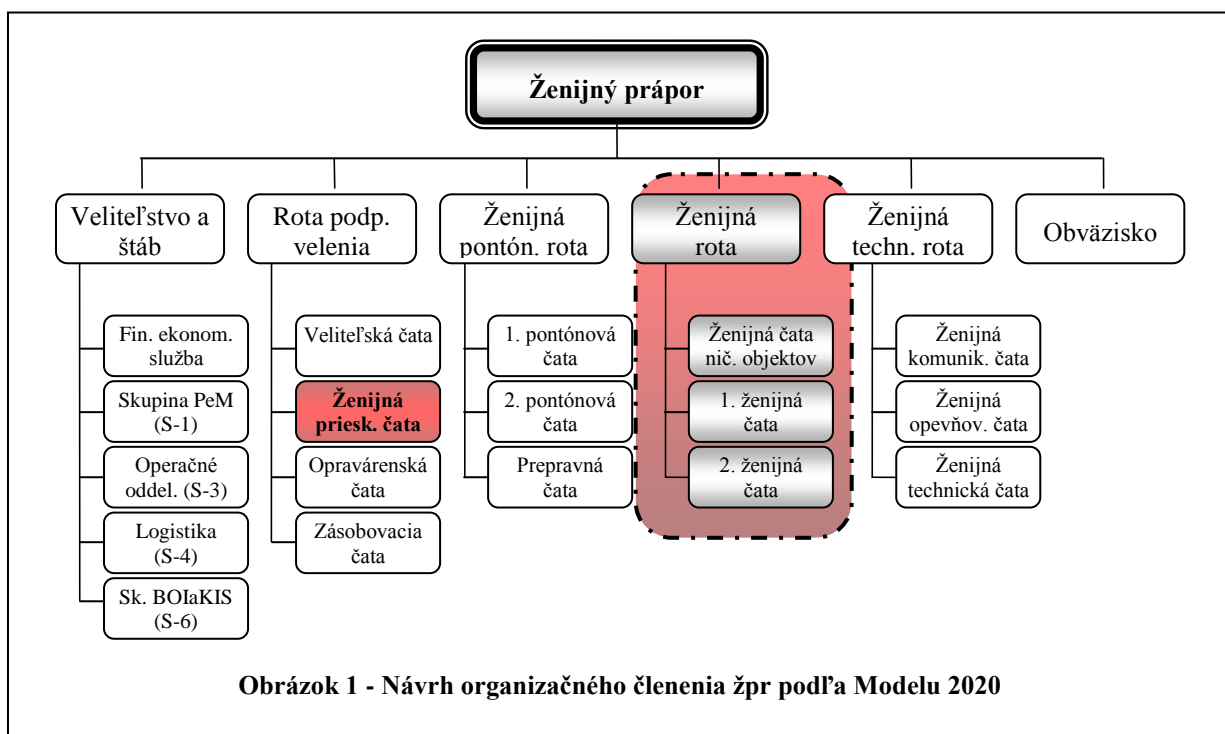 Ženijný prápor
Veliteľstvo a
štáb
Rota podp.
velenia
Ženijná
pontón. rota
Ženijná
rota
Ženijná
techn. rota
Obväzisko
Fin. ekonom.
služba
Skupina PeM
(S-1)
Operačné
oddel. (S-3)
Logistika
(S-4)
Sk. BOIaKIS
(S-6)
Veliteľská čata
Ženijná
priesk. čata
Opravárenská
čata
Zásobovacia
čata
1. pontónová
čata
2. pontónová
čata
Prepravná
čata
Ženijná čata
nič. objektov
1. ženijná
čata
2. ženijná
čata
Ženijná
komunik. čata
Ženijná
opevňov. čata
Ženijná
technická čata
Obrázok 1 - Návrh organizačného členenia žpr podľa Modelu 2020